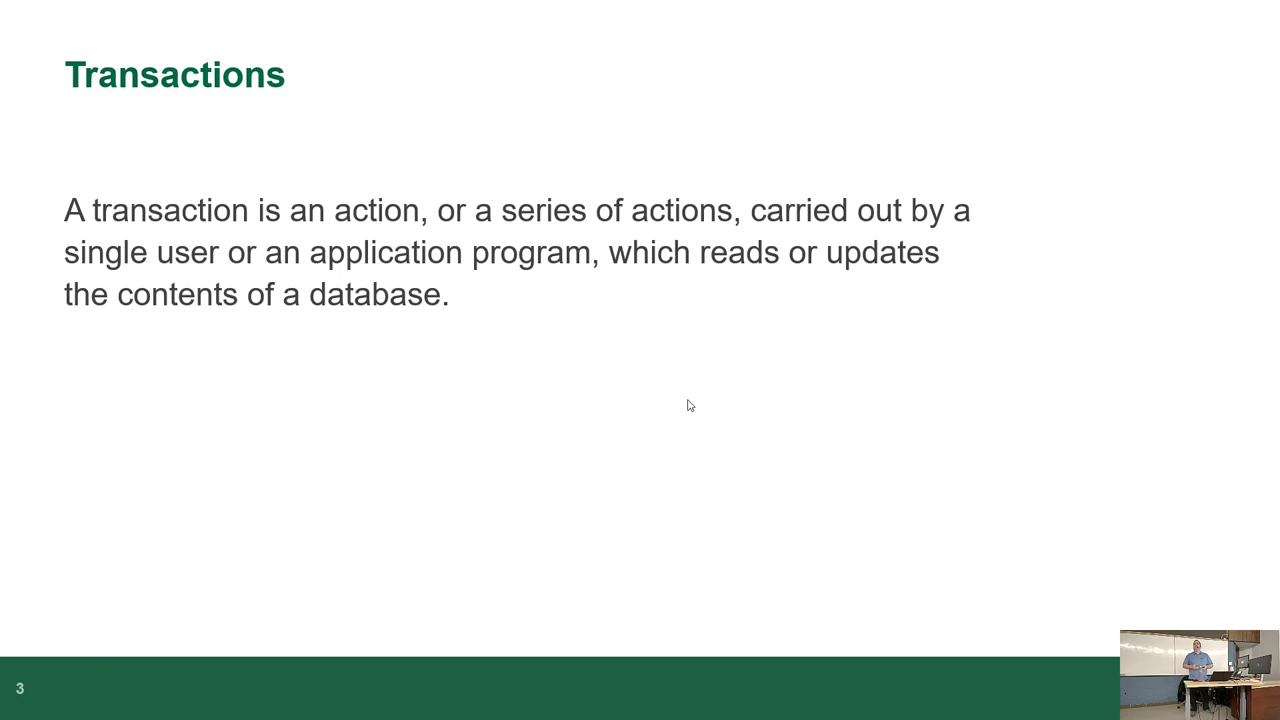 Transactions
A transaction is an action, or a series of actions, carried out by a
single user or an application program, which reads or updates
the contents of a database.
3